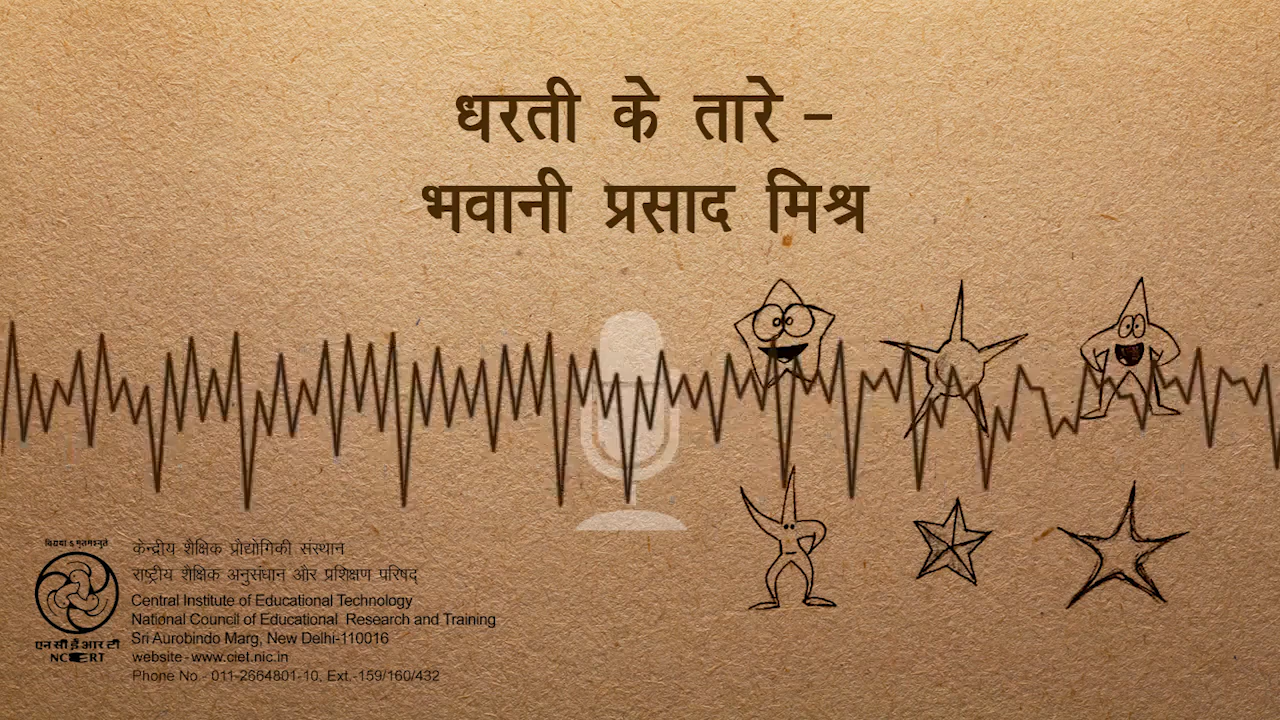 धरती के तारे –
भवानी प्रसाद मिश्र
केन्द्रीय शैक्षिक प्रौद्योगिकी संस्थान
राष्ट्रीय शैक्षिक अनुसंधान और प्रशिक्षण परिषद्
Central Institute of Educational Technology
National Council of Educational Research and Training
Sri Aurobindo Marg, New Delhi-110016
website - www.ciet.nic.in
Phone No.- 011-2664801-10, Ext.-159/160/432
एन सी ई आर टी
NCERT